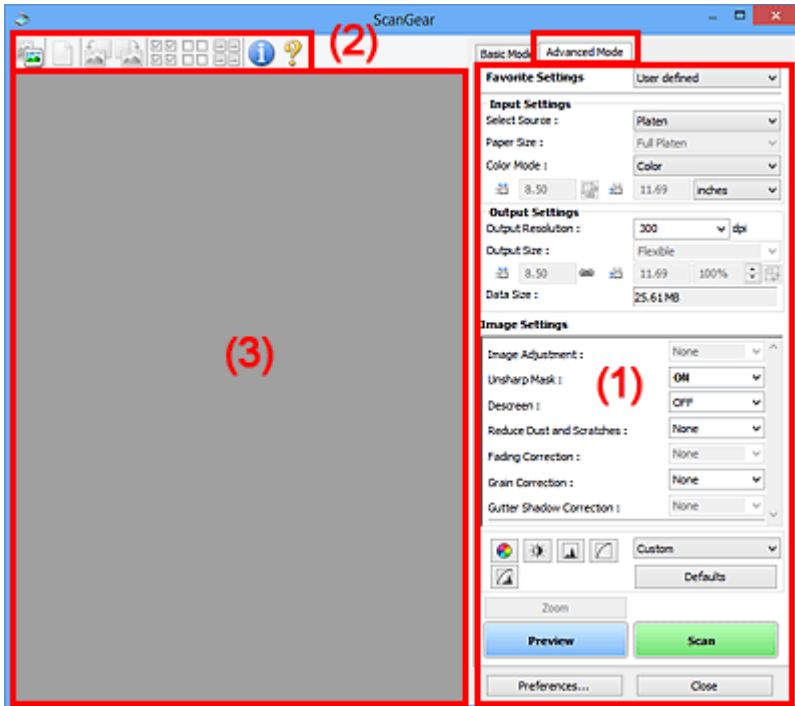 ScanGear
(2)
Basic Mode Advanced Mode
Favorite Settings User defined
Input Settings
Select Source : Platen
Paper Size : Full Platen
Color Mode : Color
8.50 11.69 inches
Output Settings
Output Resolution : 300 dpi
Output Size : Flexible
8.50 11.69 100%
Data Size : 25.61 MB
Image Settings
(3)
Image Adjustment : None
(1)
Unsharp Mask : ON
Descreen : OFF
Reduce Dust and Scratches : None
Fading Correction : None
Grain Correction : None
Gutter Shadow Correction : None
Custom
Defaults
Zoom
Preview Scan
Preferences... Close